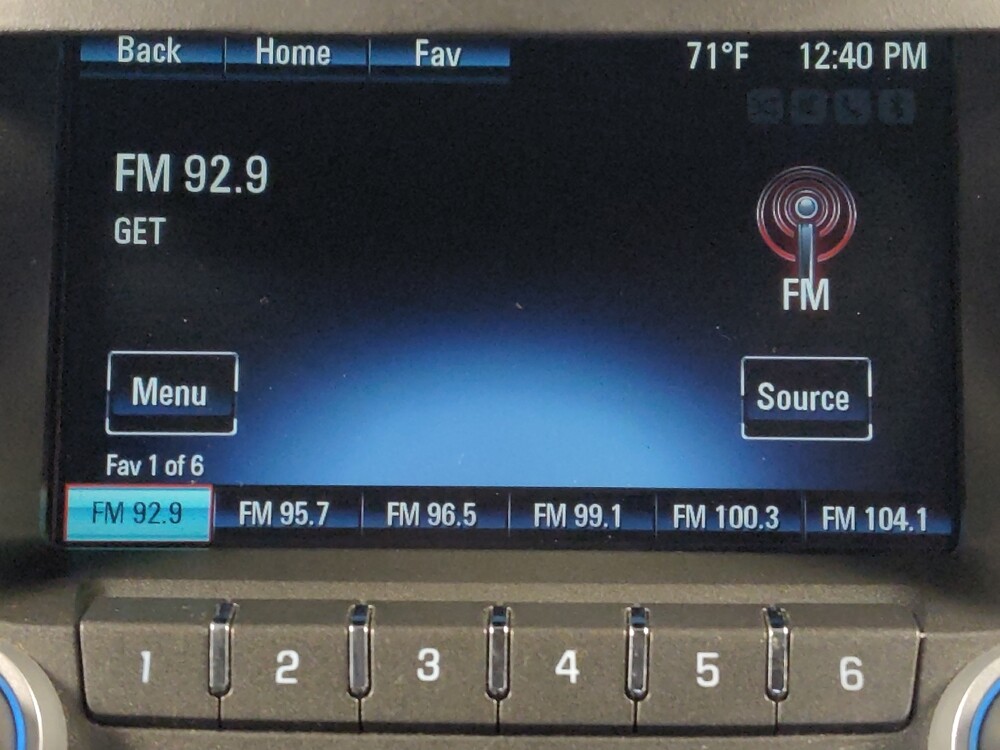 Back Home Fav 71°F 12:40 PM
FM 92.9
GET
FM
Menu
Source
Fav 1 of 6
FM 92.9 FM 95.7 FM 96.5 FM 99.1 FM 100.3 FM 104.1
1 2 3 4 5 6